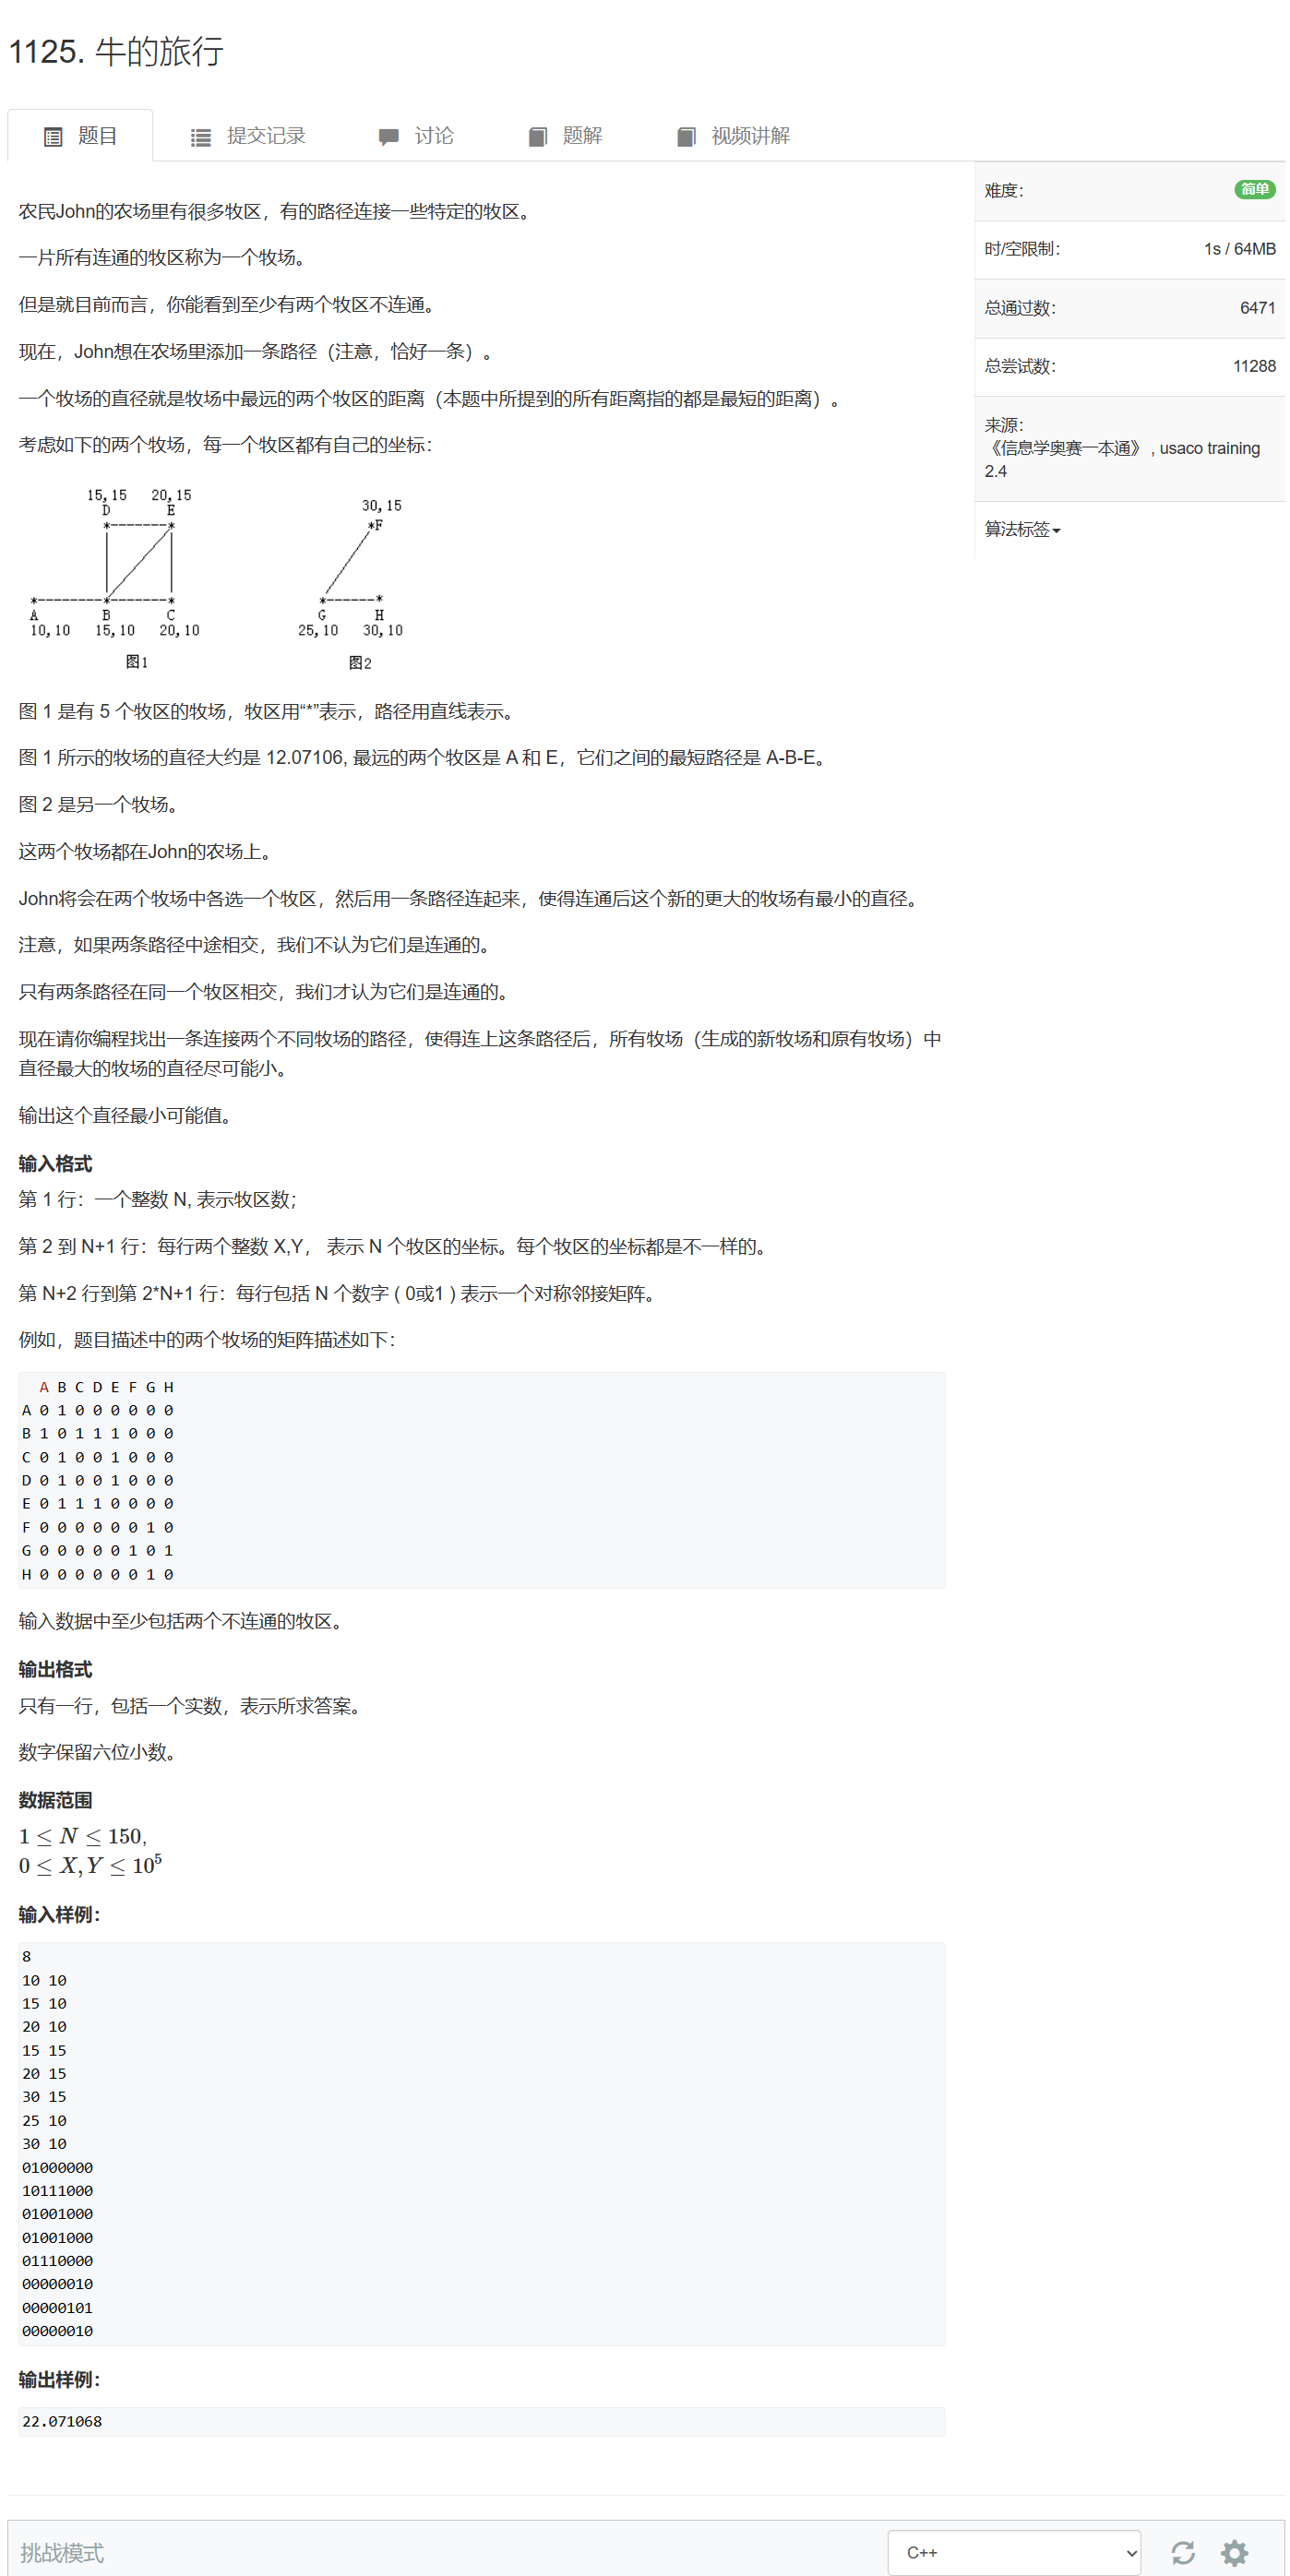 1125. 牛的旅行
题目
提交记录
讨论
题解
视频讲解
农民John的农场里有很多牧区，有的路径连接一些特定的牧区。
一片所有连通的牧区称为一个牧场。
但是就目前而言，你能看到至少有两个牧区不连通。
现在，John想在农场里添加一条路径（注意，恰好一条）。
一个牧场的直径就是牧场中最远的两个牧区的距离（本题中所提到的所有距离指的都是最短的距离）。
考虑如下的两个牧场，每一个牧区都有自己的坐标：
难度：
简单
时/空限制：
1s / 64MB
总通过数：
6471
总尝试数：
11288
来源：
《信息学奥赛一本通》 , usaco training
2.4
算法标签
15,15 20,15
D E
A B C
10,10 15,10 20,10
图1
30,15
*F
G H
25,10 30,10
图2
图 1 是有 5 个牧区的牧场，牧区用“*”表示，路径用直线表示。
图 1 所示的牧场的直径大约是 12.07106, 最远的两个牧区是 A 和 E，它们之间的最短路径是 A-B-E。
图 2 是另一个牧场。
这两个牧场都在John的农场上。
John将会在两个牧场中各选一个牧区，然后用一条路径连起来，使得连通后这个新的更大的牧场有最小的直径。
注意，如果两条路径中途相交，我们不认为它们是连通的。
只有两条路径在同一个牧区相交，我们才认为它们是连通的。
现在请你编程找出一条连接两个不同牧场的路径，使得连上这条路径后，所有牧场（生成的新牧场和原有牧场）中
直径最大的牧场的直径尽可能小。
输出这个直径最小可能值。
输入格式
第 1 行：一个整数 N, 表示牧区数；
第 2 到 N+1 行：每行两个整数 X,Y， 表示 N 个牧区的坐标。每个牧区的坐标都是不一样的。
第 N+2 行到第 2*N+1 行：每行包括 N 个数字 ( 0或1 ) 表示一个对称邻接矩阵。
例如，题目描述中的两个牧场的矩阵描述如下：
A B C D E F G H
A 0 1 0 0 0 0 0 0
B 1 0 1 1 1 0 0 0
C 0 1 0 0 1 0 0 0
D 0 1 0 0 1 0 0 0
E 0 1 1 1 0 0 0 0
F 0 0 0 0 0 0 1 0
G 0 0 0 0 0 1 0 1
H 0 0 0 0 0 0 1 0
输入数据中至少包括两个不连通的牧区。
输出格式
只有一行，包括一个实数，表示所求答案。
数字保留六位小数。
数据范围
1 ≤ N ≤ 150,
0 ≤ X, Y ≤ 10⁵
输入样例：
8
10 10
15 10
20 10
15 15
20 15
30 15
25 10
30 10
01000000
10111000
01001000
01001000
01110000
00000010
00000101
00000010
输出样例：
22.071068
挑战模式
C++